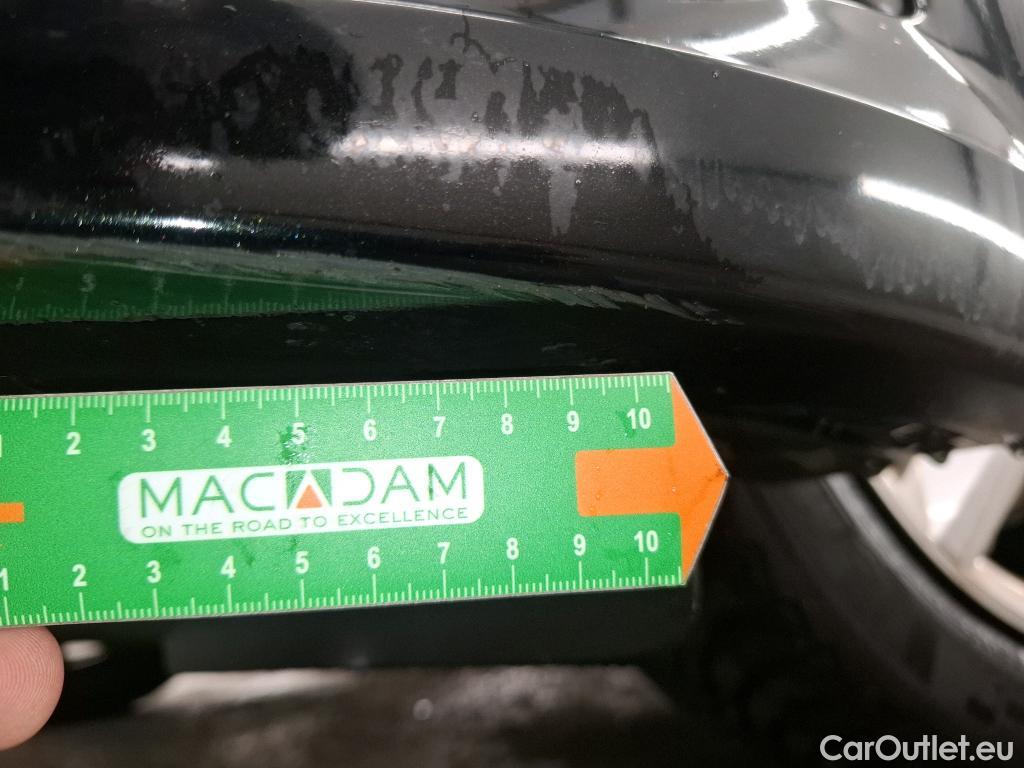 1 2 3 4 5 6 7 8 9 10
MACADAM
ON THE ROAD TO EXCELLENCE
1 2 3 4 5 6 7 8 9 10
CarOutlet.eu